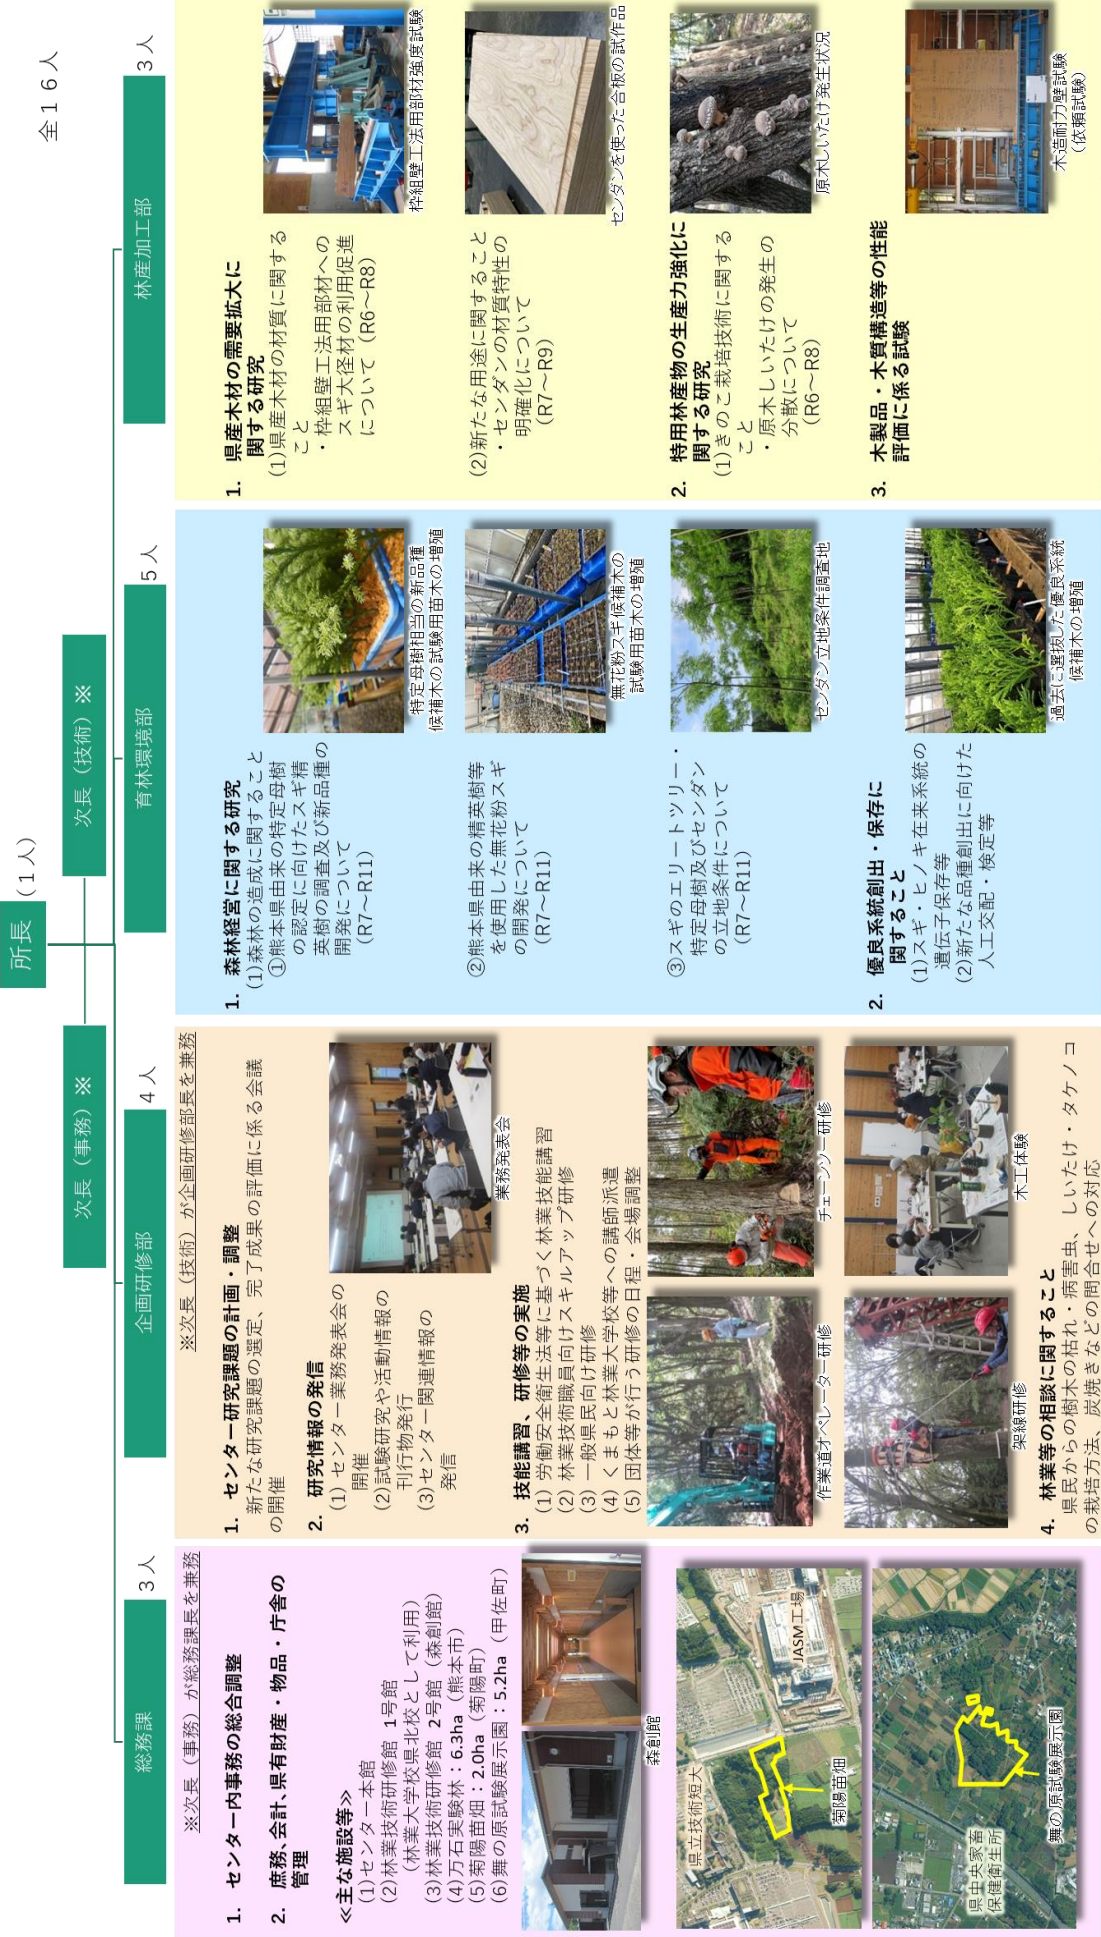 全１６人
所長
（１人）
次長（事務）※
次長（技術）※
総務課
３人
企画研修部
４人
育林環境部
５人
林産加工部
３人
※次長（事務）が総務課長を兼務
1. センター内事務の総合調整
2. 庶務、会計、県有財産・物品・庁舎の
管理
≪主な施設等≫
(1)センター本館
(2)林業技術研修館 1号館
（林業大学校県北校として利用）
(3)林業技術研修館 2号館（森創館）
(4)万石実験林：6.3ha（熊本市）
(5)菊陽苗畑：2.0ha（菊陽町）
(6)舞の原試験展示園：5.2ha（甲佐町）
森創館
県立技術短大
JASM工場
菊陽苗畑
県中央家畜
保健衛生所
舞の原試験展示園
※次長（技術）が企画研修部長を兼務
1. センター研究課題の計画・調整
新たな研究課題の選定、完了成果の評価に係る会議
の開催
2. 研究情報の発信
(1) センター業務発表会の
開催
(2)試験研究や活動情報の
刊行物発行
(3)センター関連情報の
発信
業務発表会
3. 技能講習、研修等の実施
(1) 労働安全衛生法等に基づく林業技能講習
(2) 林業技術職員向けスキルアップ研修
(3) 一般県民向け研修
(4) くまもと林業大学校等への講師派遣
(5) 団体等が行う研修の日程・会場調整
作業道オペレーター研修
チェーンソー研修
架線研修
木工体験
4. 林業等の相談に関すること
県民からの樹木の枯れ・病害虫、しいたけ・タケノコ
の栽培方法、炭焼きなどの問合せへの対応
1. 森林経営に関する研究
(1)森林の造成に関すること
①熊本県由来の特定母樹
の認定に向けたスギ精
英樹の調査及び新品種の
開発について
（R7～R11）
特定母樹相当の新品種
候補木の試験用苗木の増殖
②熊本県由来の精英樹等
を使用した無花粉スギ
の開発について
（R7～R11）
無花粉スギ候補木の
試験用苗木の増殖
③スギのエリートツリー・
特定母樹及びセンダン
の立地条件について
（R7～R11）
センダン立地条件調査地
2. 優良系統創出・保存に
関すること
(1)スギ・ヒノキ在来系統の
遺伝子保存等
(2)新たな品種創出に向けた
人工交配・検定等
過去に選抜した優良系統
候補木の増殖
1. 県産木材の需要拡大に
関する研究
(1)県産木材の材質に関する
こと
・枠組壁工法用部材への
スギ大径材の利用促進
について（R6～R8）
枠組壁工法用部材強度試験
(2)新たな用途に関すること
・センダンの材質特性の
明確化について
（R7～R9）
センダンを使った合板の試作品
2. 特用林産物の生産力強化に
関する研究
(1)きのこ栽培技術に関する
こと
・原木しいたけの発生の
分散について
（R6～R8）
原木しいたけ発生状況
3. 木製品・木質構造等の性能
評価に係る試験
木造耐力壁試験
（依頼試験）